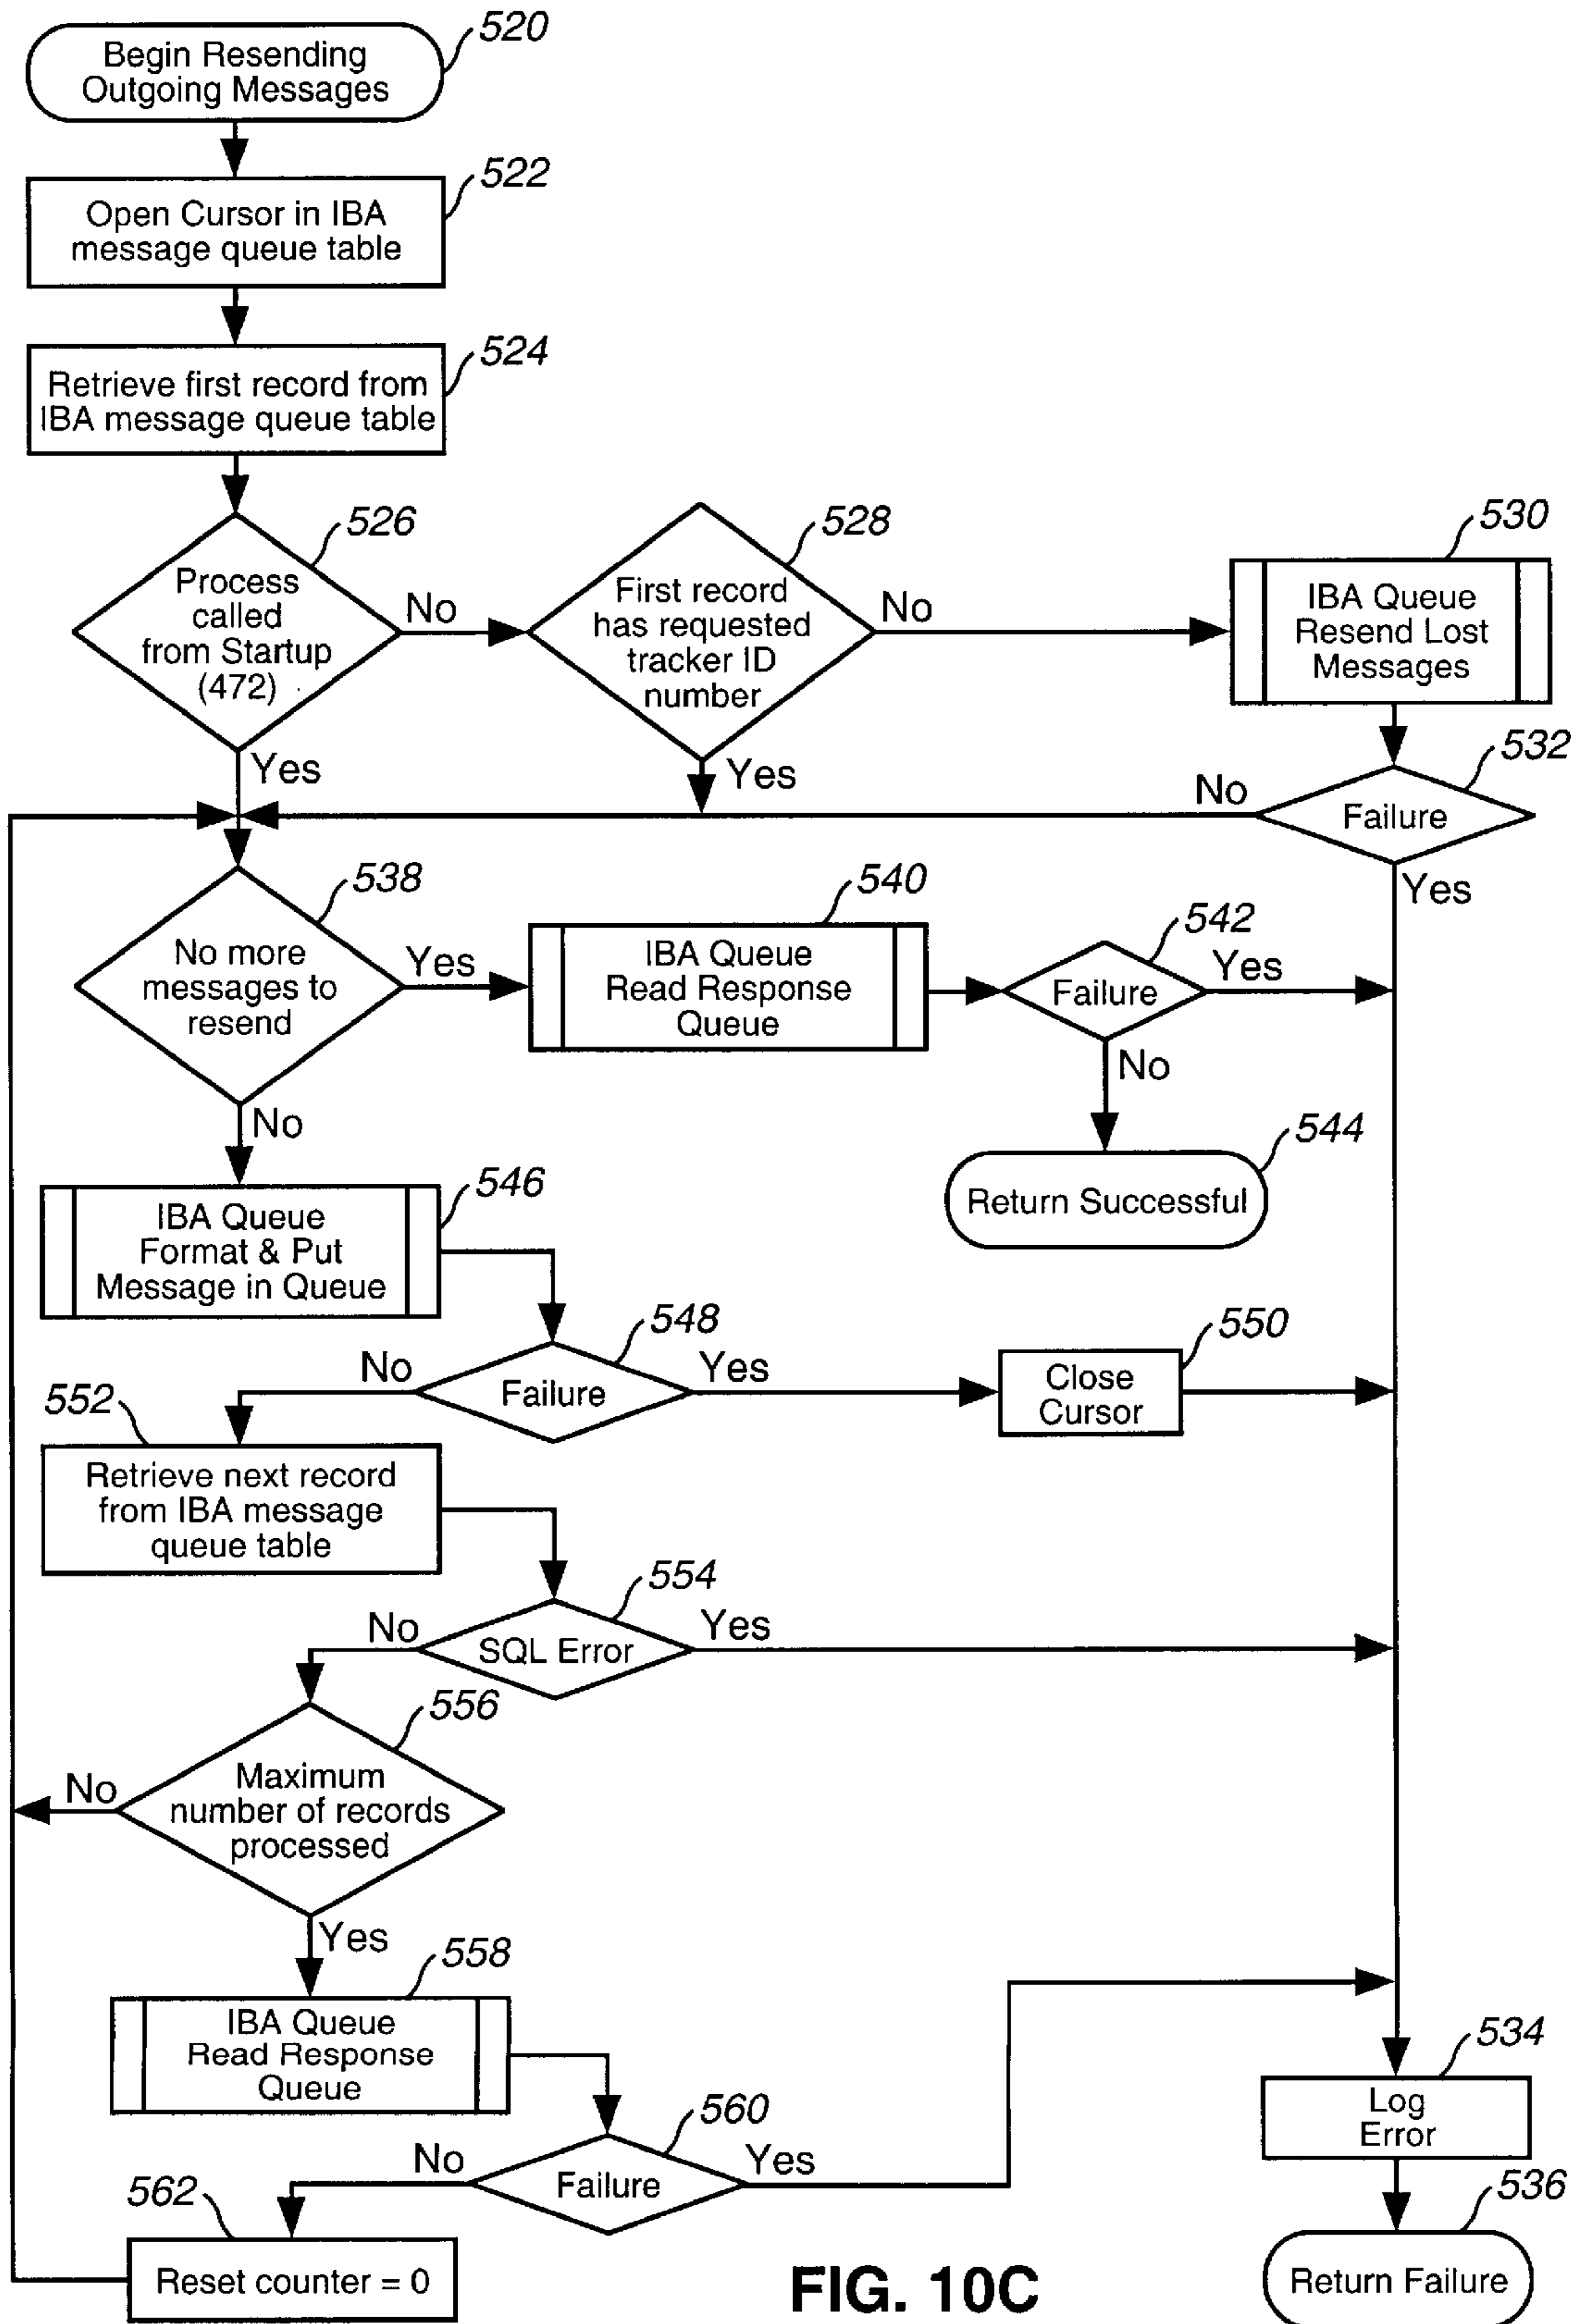 520
Begin Resending
Outgoing Messages
522
Open Cursor in IBA
message queue table
524
Retrieve first record from
IBA message queue table
526
Process
called
from Startup
(472)
No
528
First record
has requested
tracker ID
number
No
530
IBA Queue
Resend Lost
Messages
Yes
Yes
532
Failure
No
Yes
538
No more
messages to
resend
Yes
540
IBA Queue
Read Response
Queue
542
Failure
Yes
No
544
Return Successful
No
546
IBA Queue
Format & Put
Message in Queue
548
Failure
No
Yes
550
Close
Cursor
552
Retrieve next record
from IBA message
queue table
554
SQL Error
No
Yes
556
Maximum
number of records
processed
No
Yes
558
IBA Queue
Read Response
Queue
560
Failure
No
Yes
534
Log
Error
562
Reset counter = 0
536
Return Failure
FIG. 10C